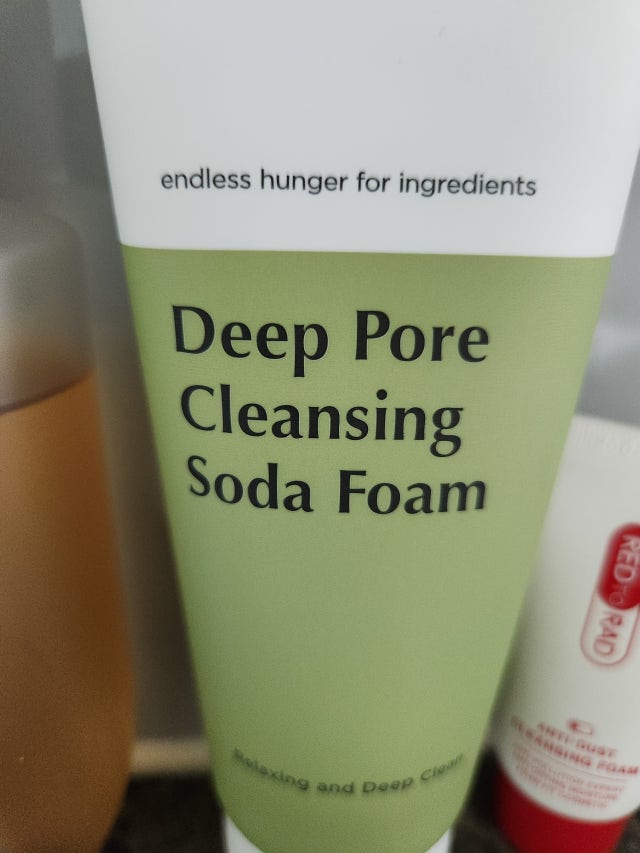 endless hunger for ingredients
Deep Pore
Cleansing
Soda Foam
Relaxing and Deep Clean
RED TO RAD
ANTI-DUST
CLEANSING FOAM